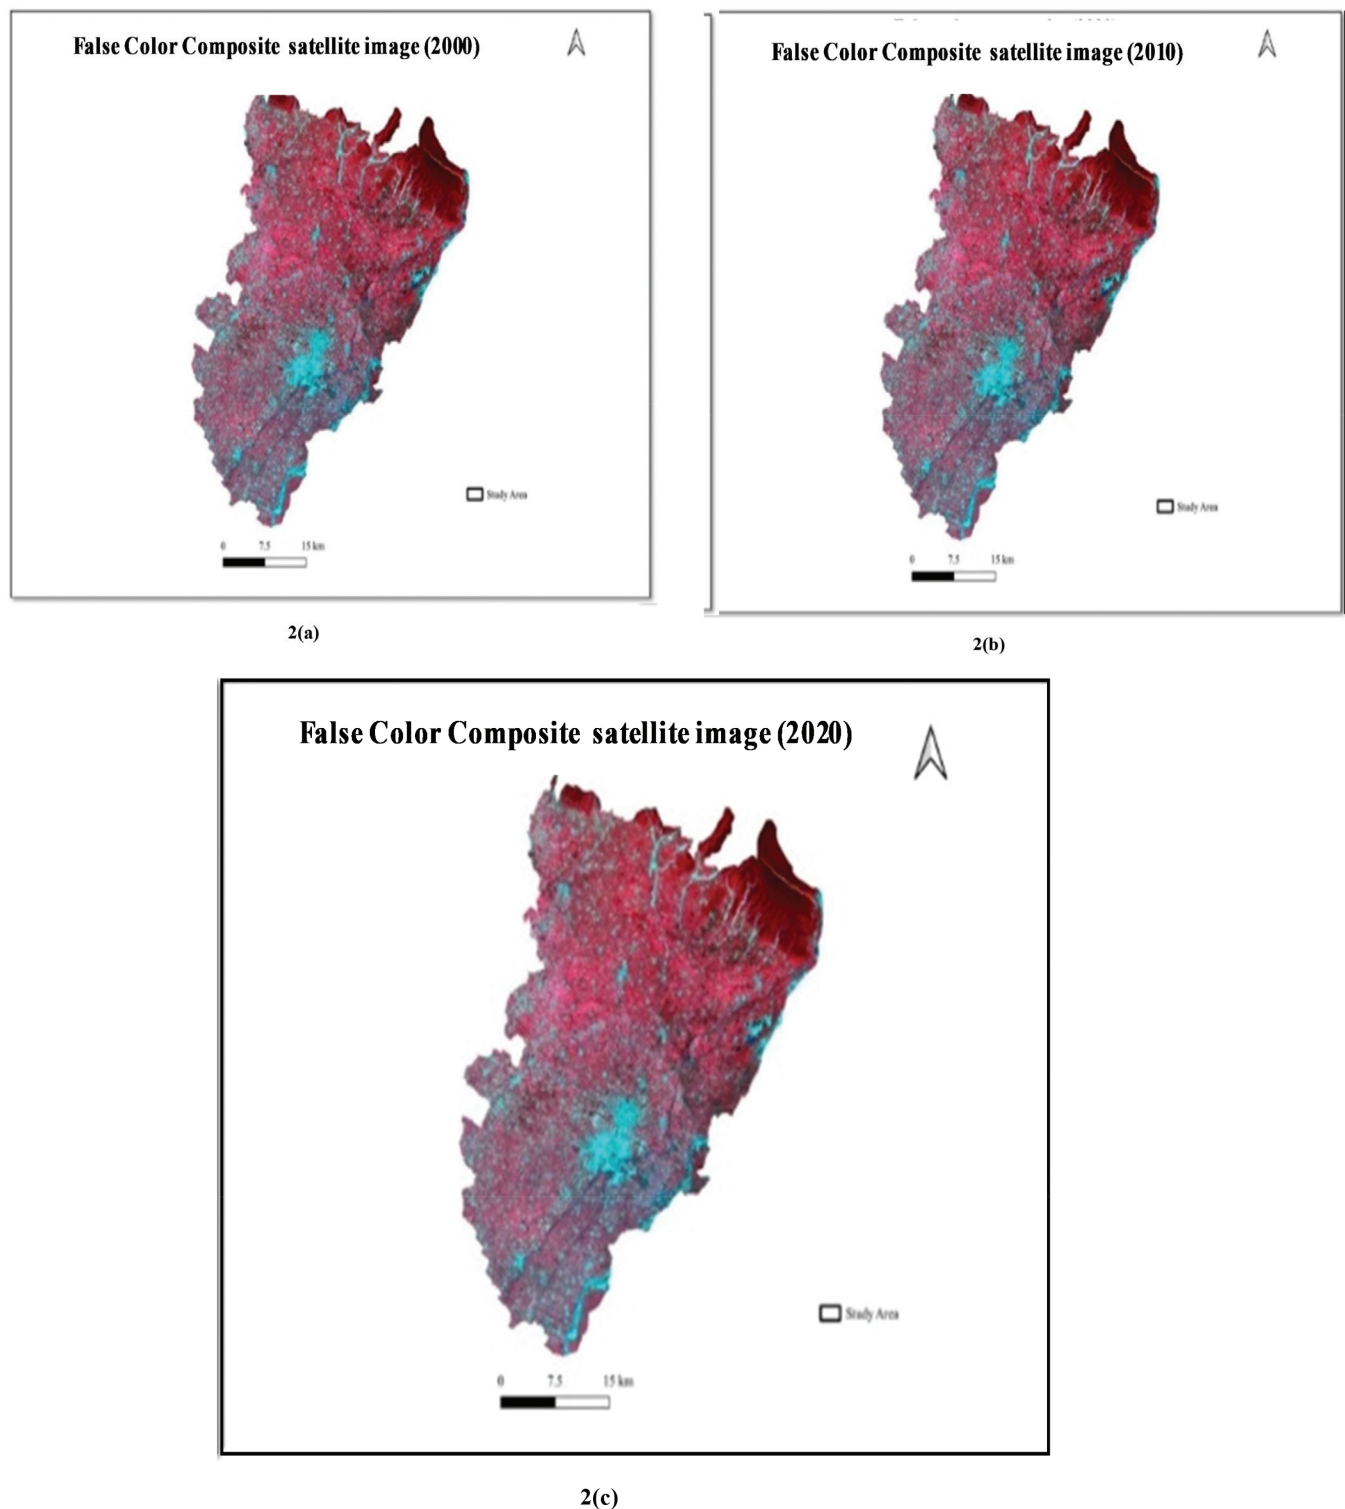 False Color Composite satellite image (2000)
Study Area
0 7.5 15 km
2(a)
False Color Composite satellite image (2010)
Study Area
0 7.5 15 km
2(b)
False Color Composite satellite image (2020)
Study Area
0 7.5 15 km
2(c)